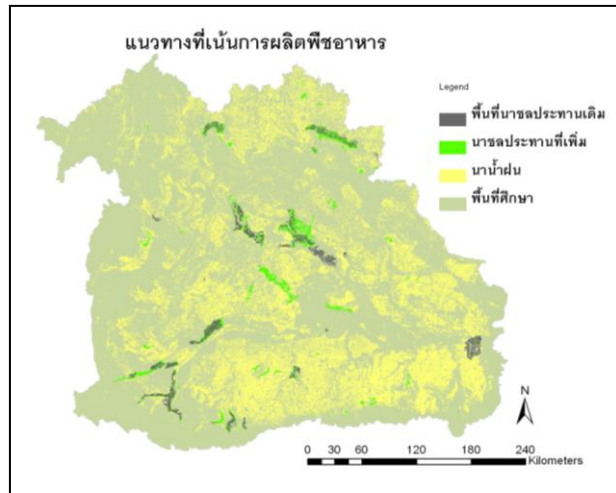 แนวทางที่เน้นการผลิตพืชอาหาร
Legend
พื้นที่นาชลประทานเดิม
นาชลประทานที่เพิ่ม
นาน้ำฝน
พื้นที่ศึกษา
N
0 30 60 120 180 240
Kilometers